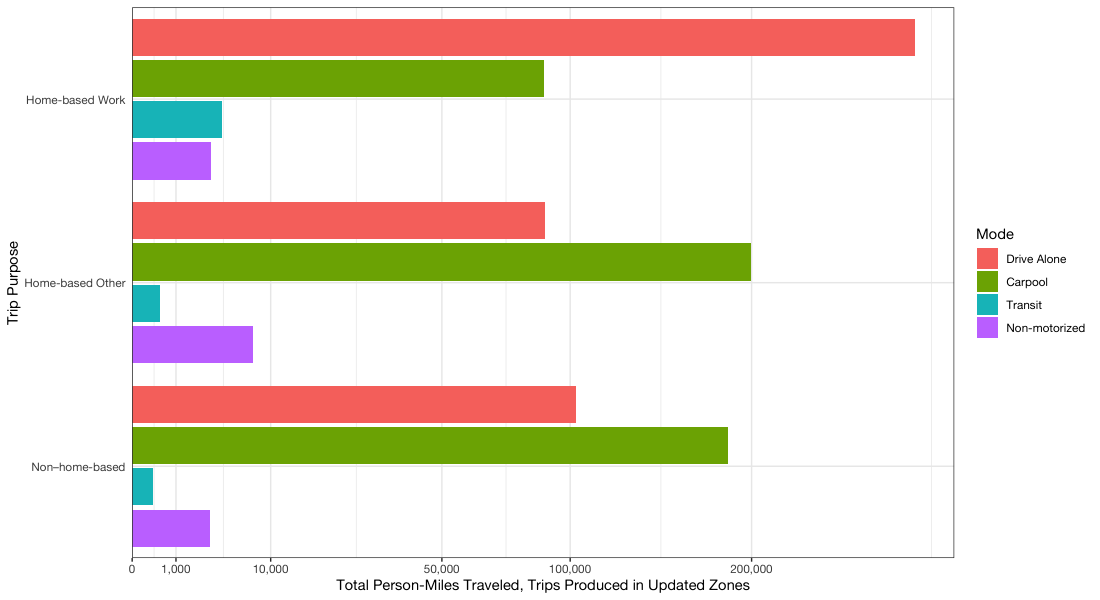 Home-based Work
Home-based Other
Non–home-based
Trip Purpose
0 1,000 10,000 50,000 100,000 200,000
Total Person-Miles Traveled, Trips Produced in Updated Zones
Mode
Drive Alone
Carpool
Transit
Non-motorized